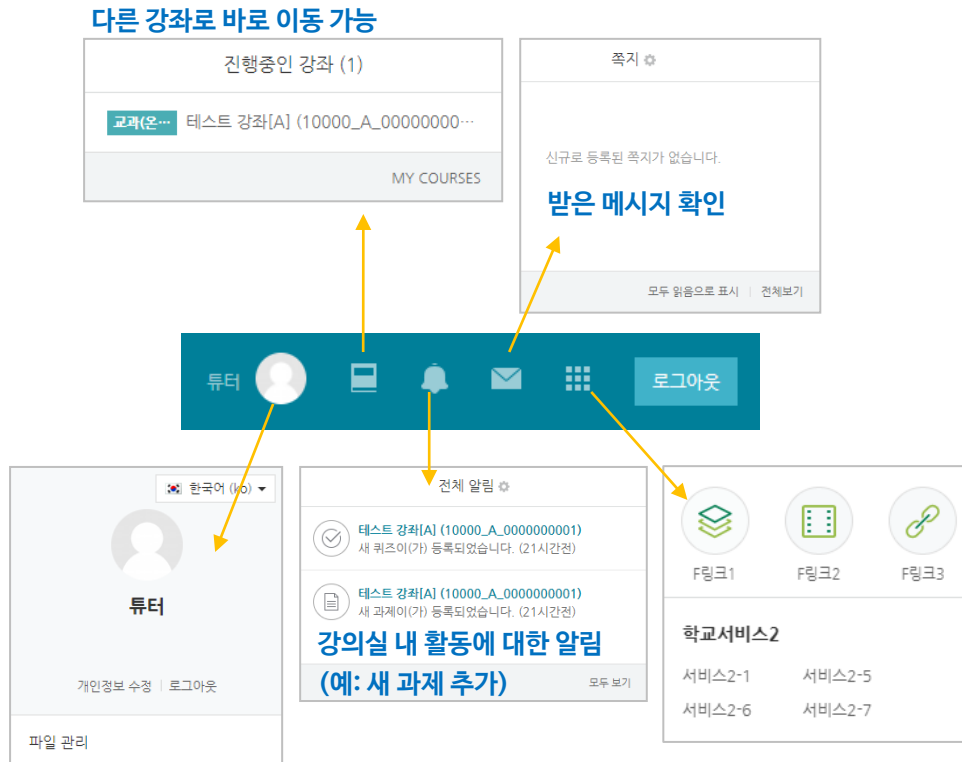 다른 강좌로 바로 이동 가능
진행중인 강좌 (1)
교과(온… 테스트 강좌[A] (10000_A_00000000…
MY COURSES
쪽지
신규로 등록된 쪽지가 없습니다.
받은 메시지 확인
모두 읽음으로 표시 | 전체보기
튜터
로그아웃
한국어 (ko)
튜터
개인정보 수정 | 로그아웃
파일 관리
전체 알림
테스트 강좌[A] (10000_A_0000000001)
새 퀴즈이(가) 등록되었습니다. (21시간전)
테스트 강좌[A] (10000_A_0000000001)
새 과제이(가) 등록되었습니다. (21시간전)
강의실 내 활동에 대한 알림
(예: 새 과제 추가)
모두 보기
F링크1 F링크2 F링크3
학교서비스2
서비스2-1 서비스2-5
서비스2-6 서비스2-7